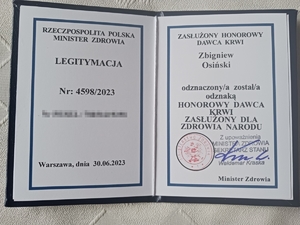 RZECZPOSPOLITA POLSKA
MINISTER ZDROWIA
LEGITYMACJA
Nr: 4598/2023
Warszawa, dnia 30.06.2023
ZASŁUŻONY HONOROWY
DAWCA KRWI
Zbigniew
Osiński
odznaczony/a został/a
odznaką
HONOROWY DAWCA
KRWI
ZASŁUŻONY DLA
ZDROWIA NARODU
Z upoważnienia
MINISTRA ZDROWIA
SEKRETARZ STANU
Waldemar Kraska
Minister Zdrowia